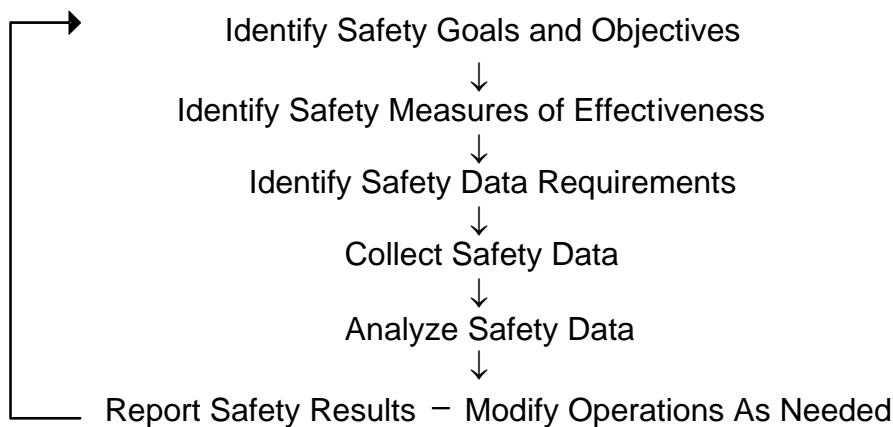 Identify Safety Goals and Objectives
Identify Safety Measures of Effectiveness
Identify Safety Data Requirements
Collect Safety Data
Analyze Safety Data
Report Safety Results – Modify Operations As Needed